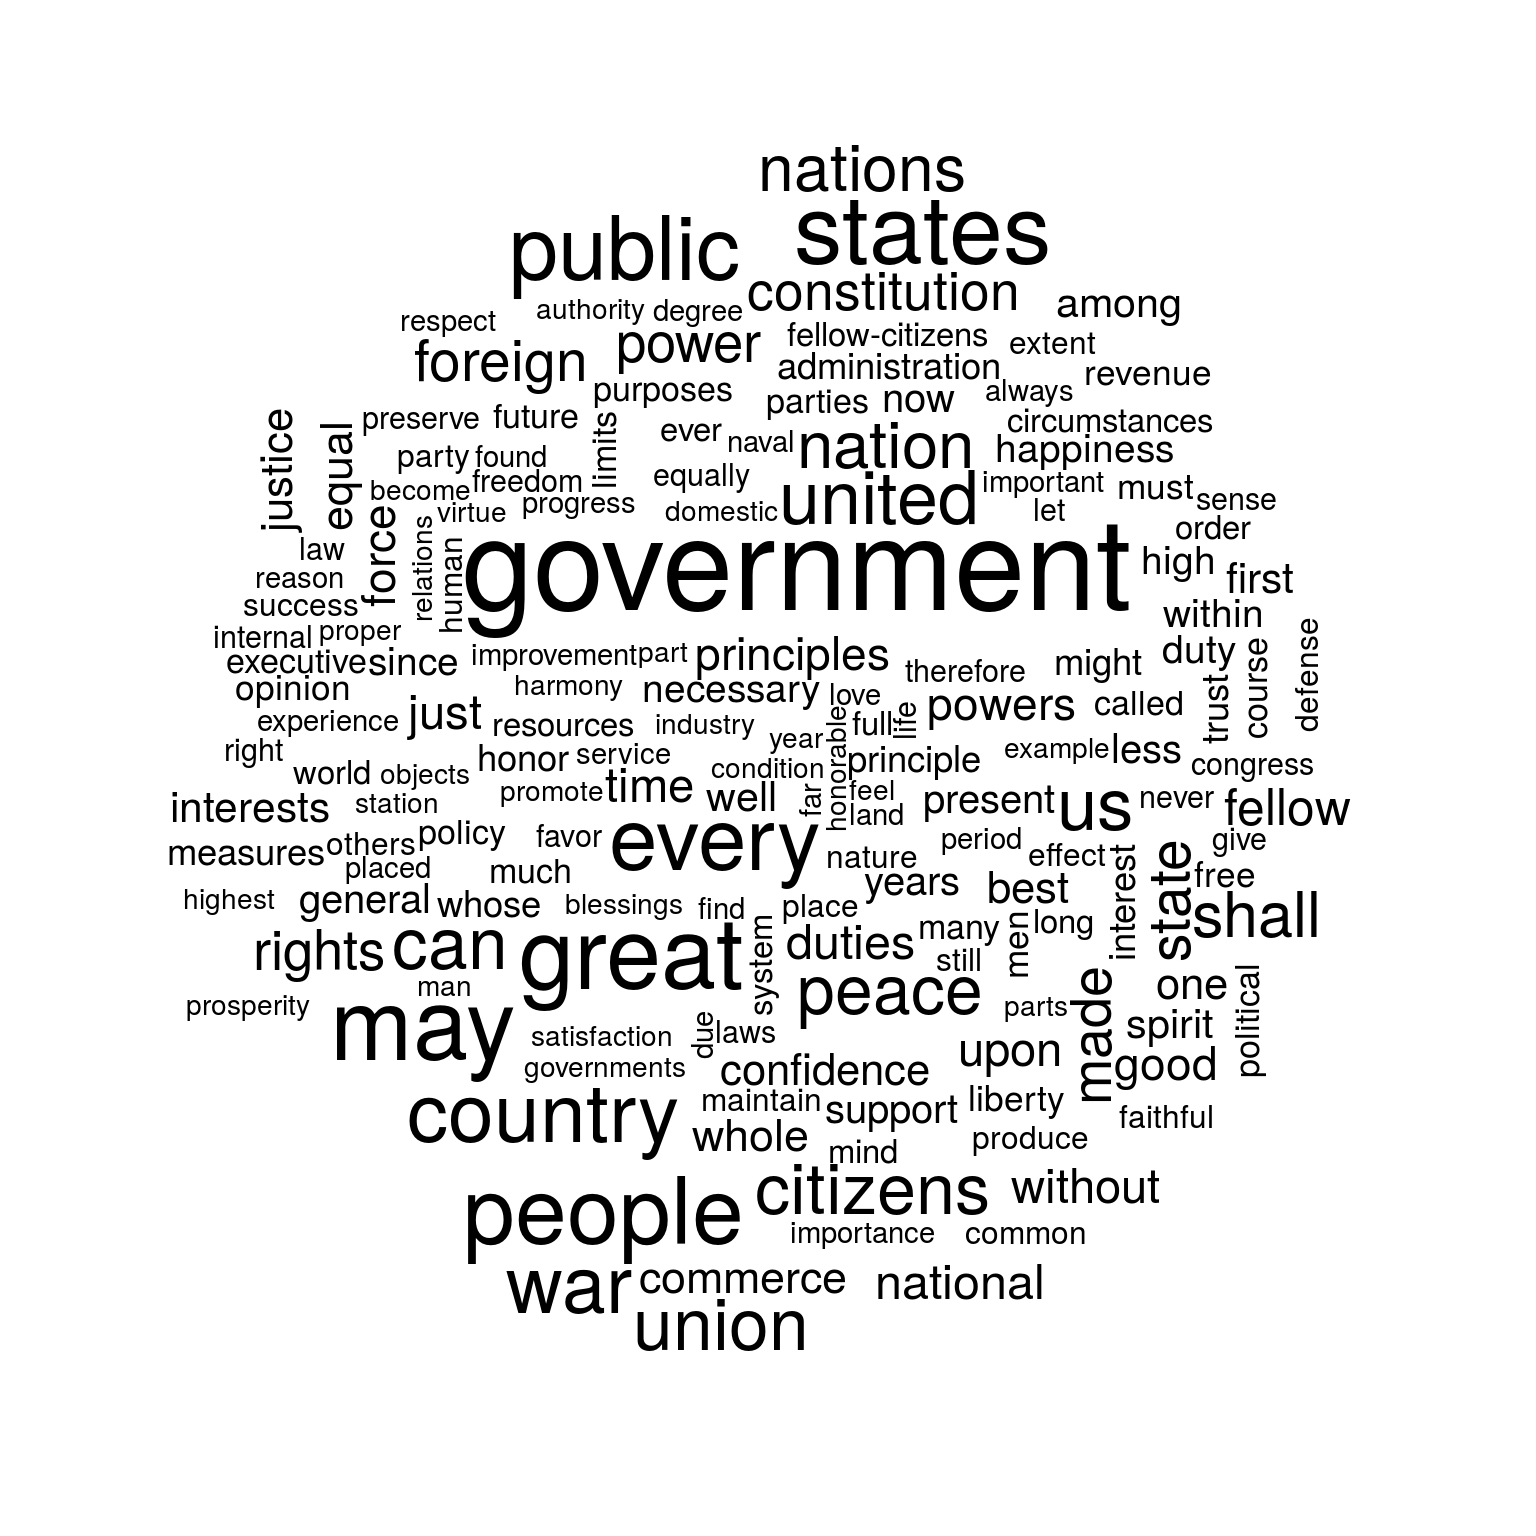 nations
public states
constitution among
authority degree
respect
power fellow-citizens extent
foreign administration revenue
purposes always
parties now
preserve future limits circumstances
justice equal ever naval nation happiness
party found
freedom equally important must
become sense
virtue progress domestic united let
order
law force relations human government high first
reason
success within
internal proper
executive since improvement part principles therefore might duty trust course defense
opinion harmony necessary love
experience just resources industry full life powers called
right year honorable
world objects honor service condition principle example less congress
promote time well far feel present us never fellow
interests station land
measures others policy favor every period give
placed much nature effect interest state free
years best
highest general whose blessings find place shall
rights can great system duties many men long
still
man peace parts made one political
prosperity may
satisfaction due laws spirit
governments confidence upon good
country maintain support liberty faithful
whole produce
mind
people citizens without
importance common
war commerce national
union